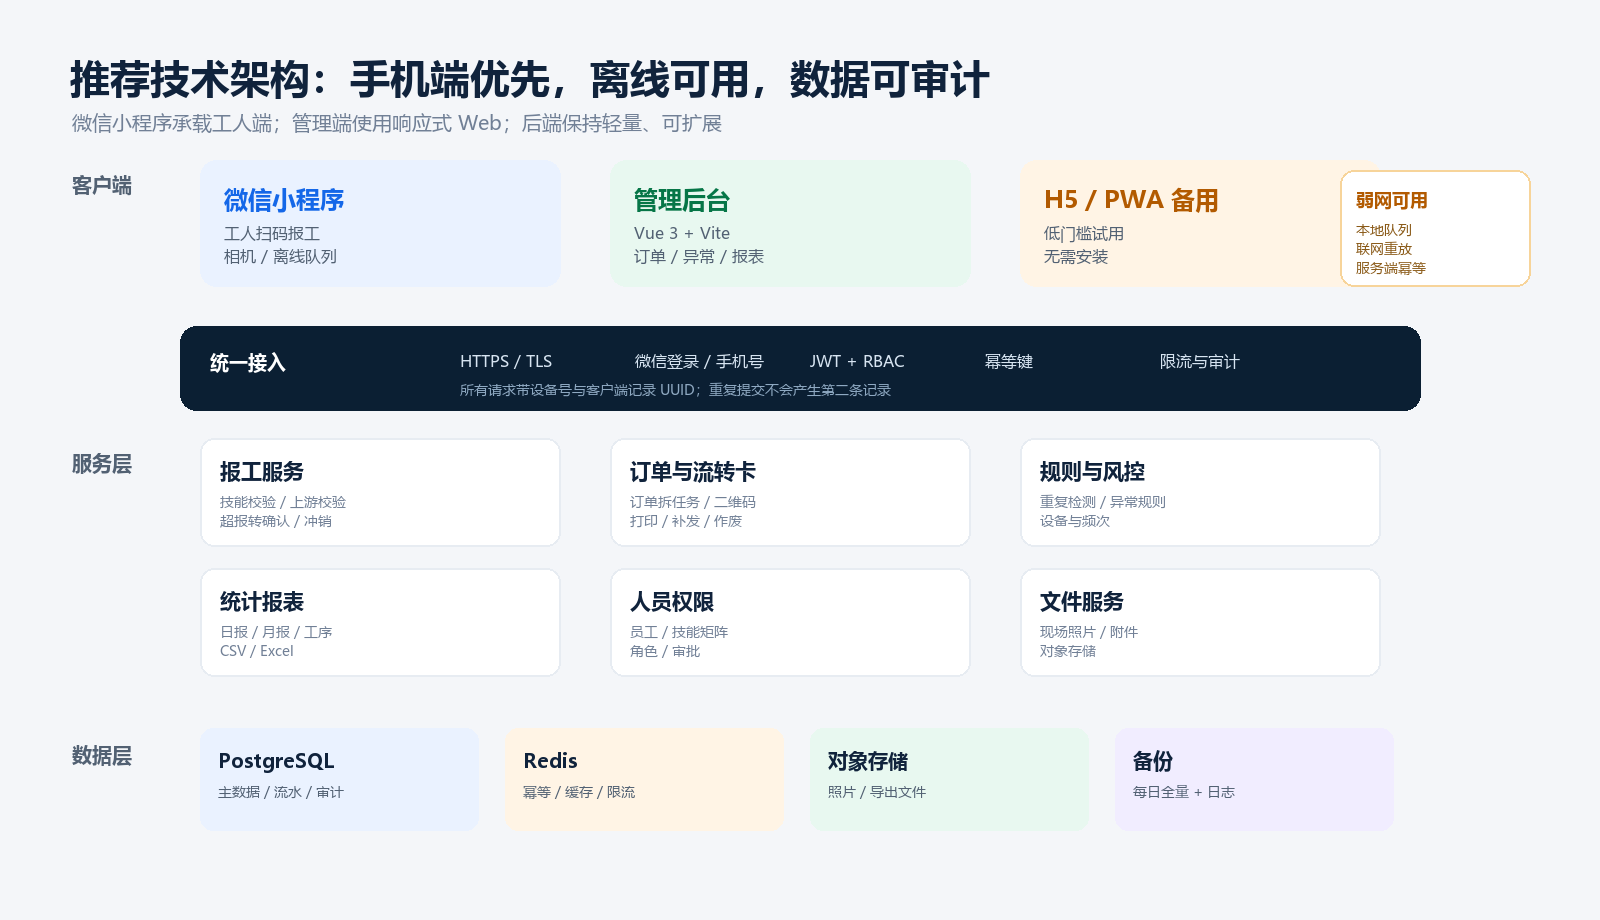 推荐技术架构：手机端优先，离线可用，数据可审计
微信小程序承载工人端；管理端使用响应式 Web；后端保持轻量、可扩展
客户端
微信小程序
工人扫码报工
相机 / 离线队列
管理后台
Vue 3 + Vite
订单 / 异常 / 报表
H5 / PWA 备用
低门槛试用
无需安装
弱网可用
本地队列
联网重放
服务端幂等
统一接入
HTTPS / TLS
微信登录 / 手机号
JWT + RBAC
幂等键
限流与审计
所有请求带设备号与客户端记录 UUID；重复提交不会产生第二条记录
服务层
报工服务
技能校验 / 上游校验
超报转确认 / 冲销
订单与流转卡
订单拆任务 / 二维码
打印 / 补发 / 作废
规则与风控
重复检测 / 异常规则
设备与频次
统计报表
日报 / 月报 / 工序
CSV / Excel
人员权限
员工 / 技能矩阵
角色 / 审批
文件服务
现场照片 / 附件
对象存储
数据层
PostgreSQL
主数据 / 流水 / 审计
Redis
幂等 / 缓存 / 限流
对象存储
照片 / 导出文件
备份
每日全量 + 日志